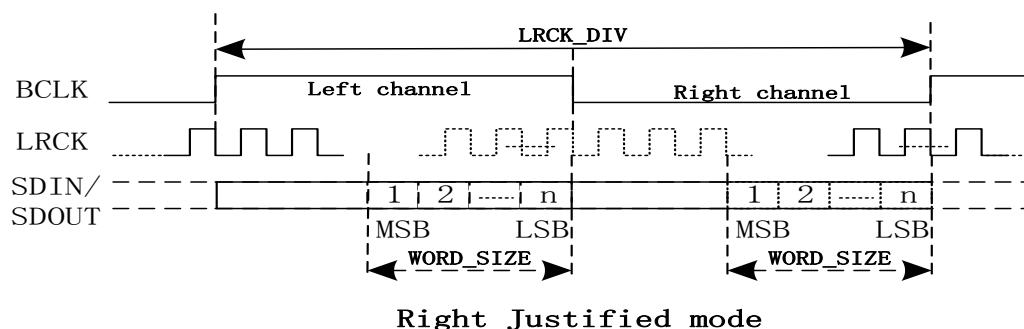 LRCK_DIV
BCLK Left channel Right channel
LRCK
SDIN/ 1 2 n 1 2 n
SDOUT
MSB LSB MSB LSB
WORD_SIZE WORD_SIZE
Right Justified mode